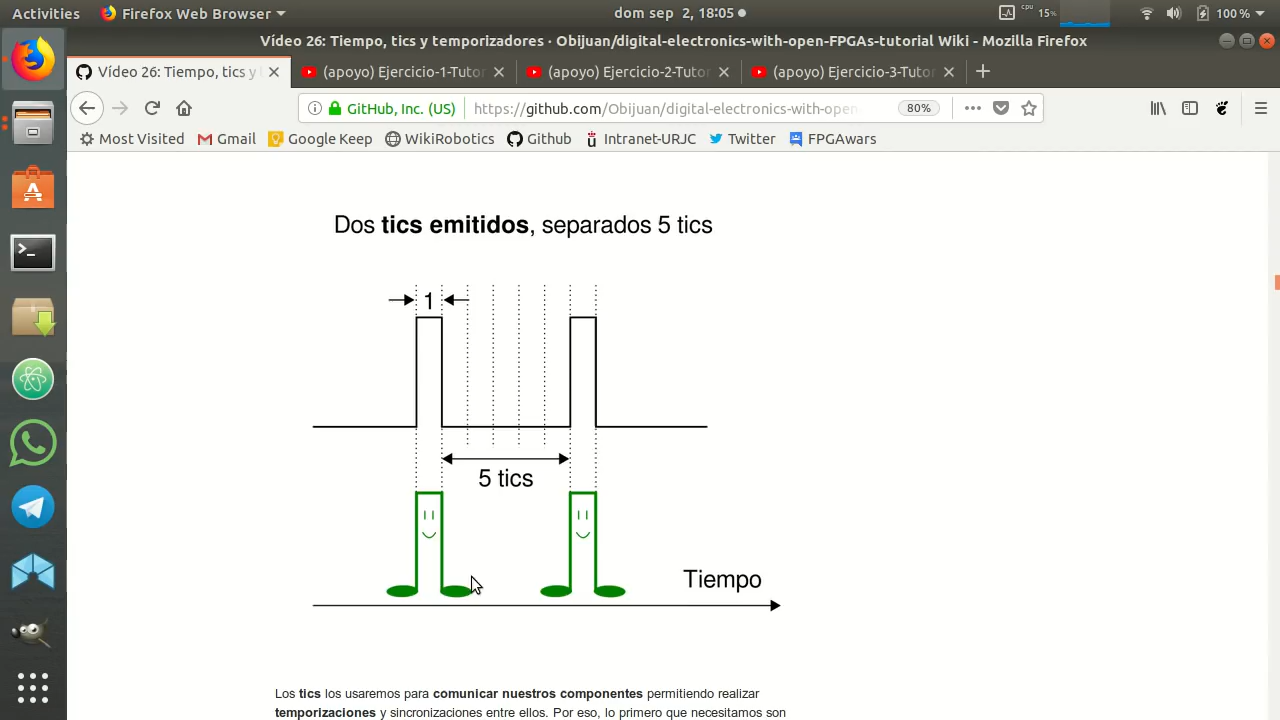 Activities Firefox Web Browser dom sep 2, 18:05 cpu 15% 100 %
Vídeo 26: Tiempo, tics y temporizadores · Obijuan/digital-electronics-with-open-FPGAs-tutorial Wiki - Mozilla Firefox
Vídeo 26: Tiempo, tics y (apoyo) Ejercicio-1-Tutor (apoyo) Ejercicio-2-Tutor (apoyo) Ejercicio-3-Tutor
GitHub, Inc. (US) https://github.com/Obijuan/digital-electronics-with-open- 80%
Most Visited Gmail Google Keep WikiRobotics Github Intranet-URJC Twitter FPGAwars
Dos tics emitidos, separados 5 tics
1
5 tics
Tiempo
Los tics los usaremos para comunicar nuestros componentes permitiendo realizar
temporizaciones y sincronizaciones entre ellos. Por eso, lo primero que necesitamos son